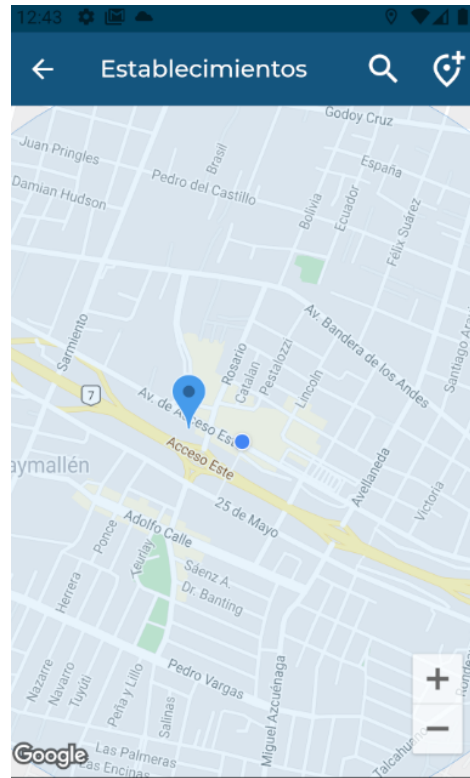 12:43
Establecimientos
Godoy Cruz
Juan Pringles
Brasil
España
Damian Hudson
Pedro del Castillo
Bolivia
Ecuador
Félix Suárez
Av. Bandera de los Andes
Santiago
Sarmiento
Rosario
Catalan
Pestalozzi
Lincoln
7
Av. de Acceso Este
Acceso Este
aymallén
Avellaneda
Victoria
25 de Mayo
Adolfo Calle
Ponce
Teurlay
Sáenz A.
Dr. Banting
Herrera
Nazarre
Navarro
Tuyúti
Peña y Lillo
Salinas
Pedro Vargas
Miguel Azcuénaga
+
−
Google
Las Palmeras
Las Encinas